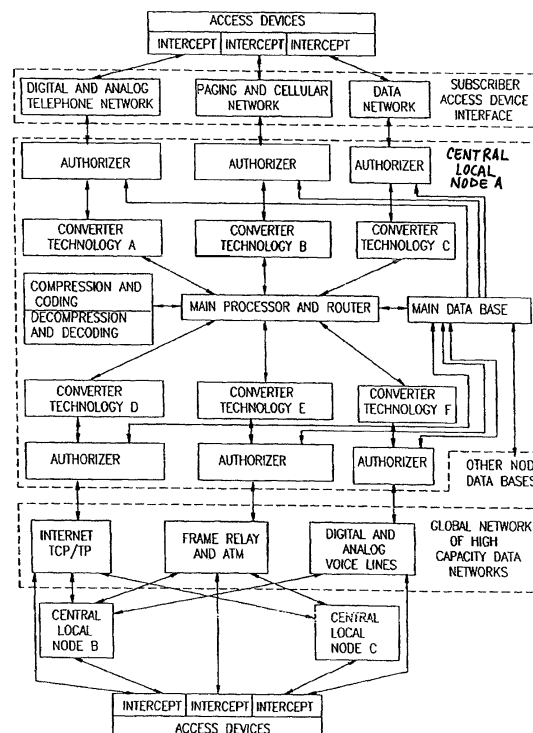 ACCESS DEVICES
INTERCEPT INTERCEPT INTERCEPT
DIGITAL AND ANALOG
TELEPHONE NETWORK
PAGING AND CELLULAR
NETWORK
DATA
NETWORK
SUBSCRIBER
ACCESS DEVICE
INTERFACE
AUTHORIZER
AUTHORIZER
AUTHORIZER
CENTRAL
LOCAL
NODE A
CONVERTER
TECHNOLOGY A
CONVERTER
TECHNOLOGY B
CONVERTER
TECHNOLOGY C
COMPRESSION AND
CODING
DECOMPRESSION
AND DECODING
MAIN PROCESSOR AND ROUTER
MAIN DATA BASE
CONVERTER
TECHNOLOGY D
CONVERTER
TECHNOLOGY E
CONVERTER
TECHNOLOGY F
AUTHORIZER
AUTHORIZER
AUTHORIZER
OTHER NODE
DATA BASES
INTERNET
TCP/TP
FRAME RELAY
AND ATM
DIGITAL AND
ANALOG
VOICE LINES
GLOBAL NETWORK
OF HIGH
CAPACITY DATA
NETWORKS
CENTRAL
LOCAL
NODE B
CENTRAL
LOCAL
NODE C
INTERCEPT INTERCEPT INTERCEPT
ACCESS DEVICES